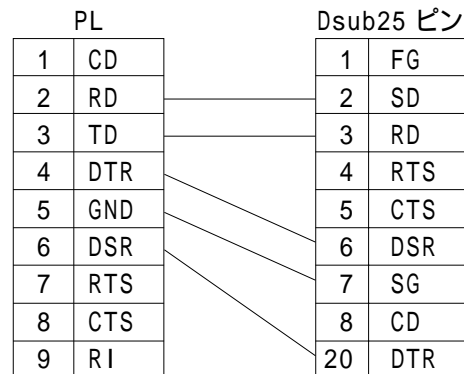 PL Dsub25 ピン
1 CD 1 FG
2 RD 2 SD
3 TD 3 RD
4 DTR 4 RTS
5 GND 5 CTS
6 DSR 6 DSR
7 RTS 7 SG
8 CTS 8 CD
9 RI 20 DTR